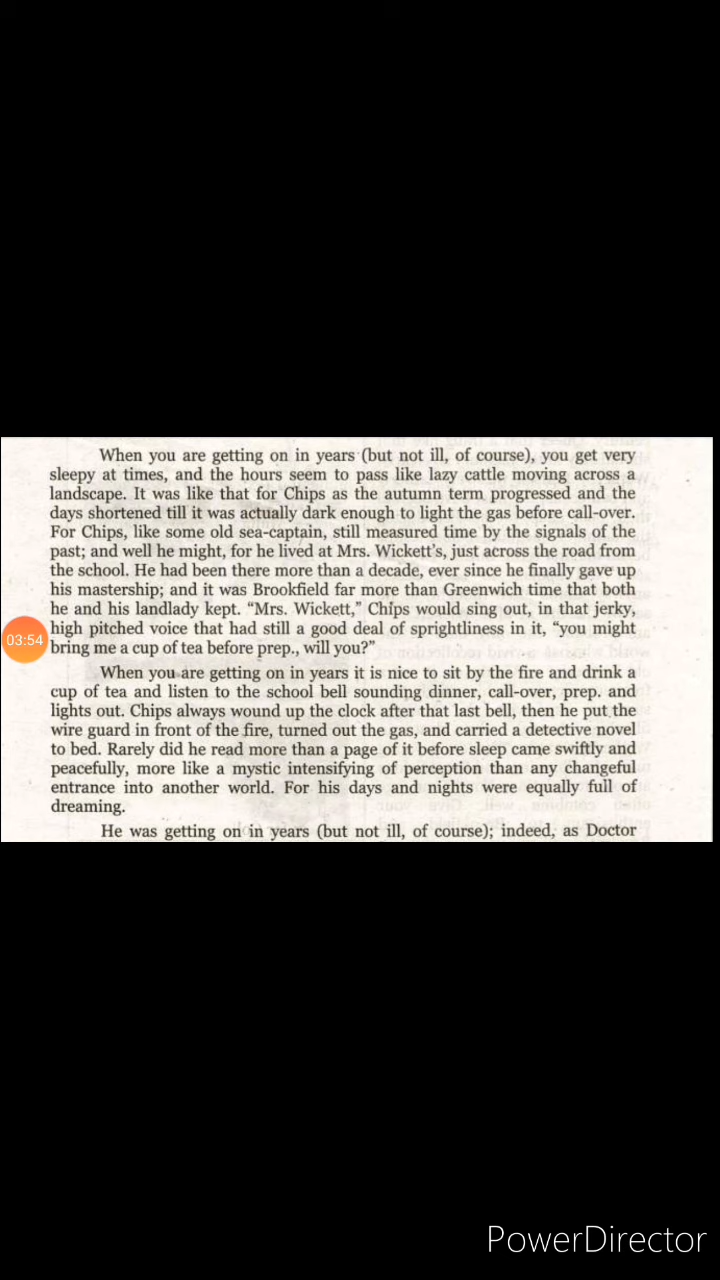 When you are getting on in years (but not ill, of course), you get very
sleepy at times, and the hours seem to pass like lazy cattle moving across a
landscape. It was like that for Chips as the autumn term progressed and the
days shortened till it was actually dark enough to light the gas before call-over.
For Chips, like some old sea-captain, still measured time by the signals of the
past; and well he might, for he lived at Mrs. Wickett's, just across the road from
the school. He had been there more than a decade, ever since he finally gave up
his mastership; and it was Brookfield far more than Greenwich time that both
he and his landlady kept. “Mrs. Wickett,” Chips would sing out, in that jerky,
high pitched voice that had still a good deal of sprightliness in it, “you might
03:54
bring me a cup of tea before prep., will you?”
When you are getting on in years it is nice to sit by the fire and drink a
cup of tea and listen to the school bell sounding dinner, call-over, prep. and
lights out. Chips always wound up the clock after that last bell, then he put the
wire guard in front of the fire, turned out the gas, and carried a detective novel
to bed. Rarely did he read more than a page of it before sleep came swiftly and
peacefully, more like a mystic intensifying of perception than any changeful
entrance into another world. For his days and nights were equally full of
dreaming.
He was getting on in years (but not ill, of course); indeed, as Doctor
PowerDirector